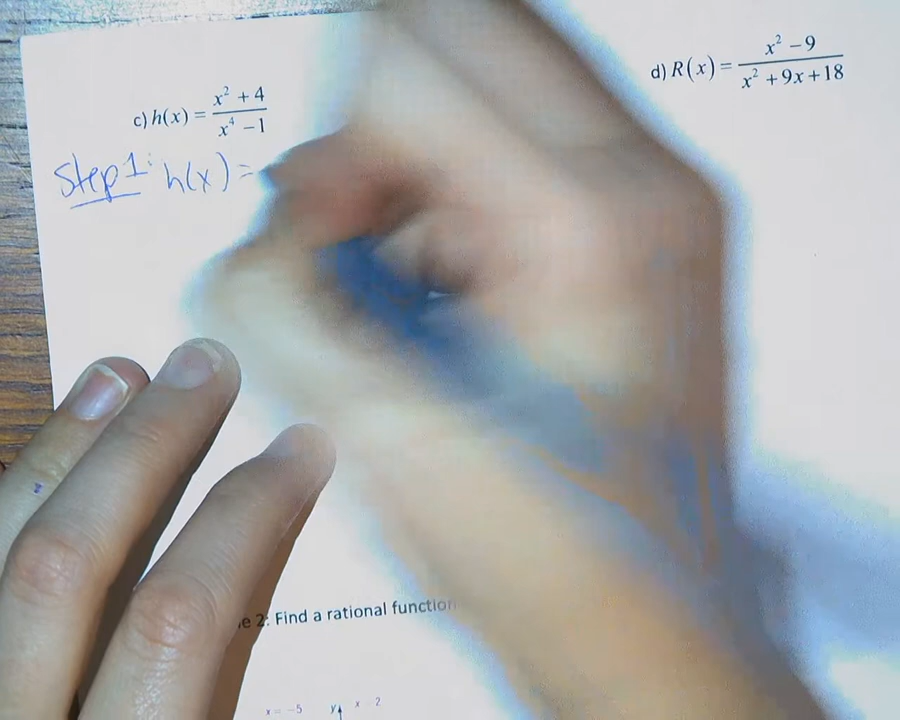 c) h(x) = (x² + 4)/(x⁴ − 1)
d) R(x) = (x² − 9)/(x² + 9x + 18)
Step 1: h(x) =
2: Find a rational function
x = −5 y x 2